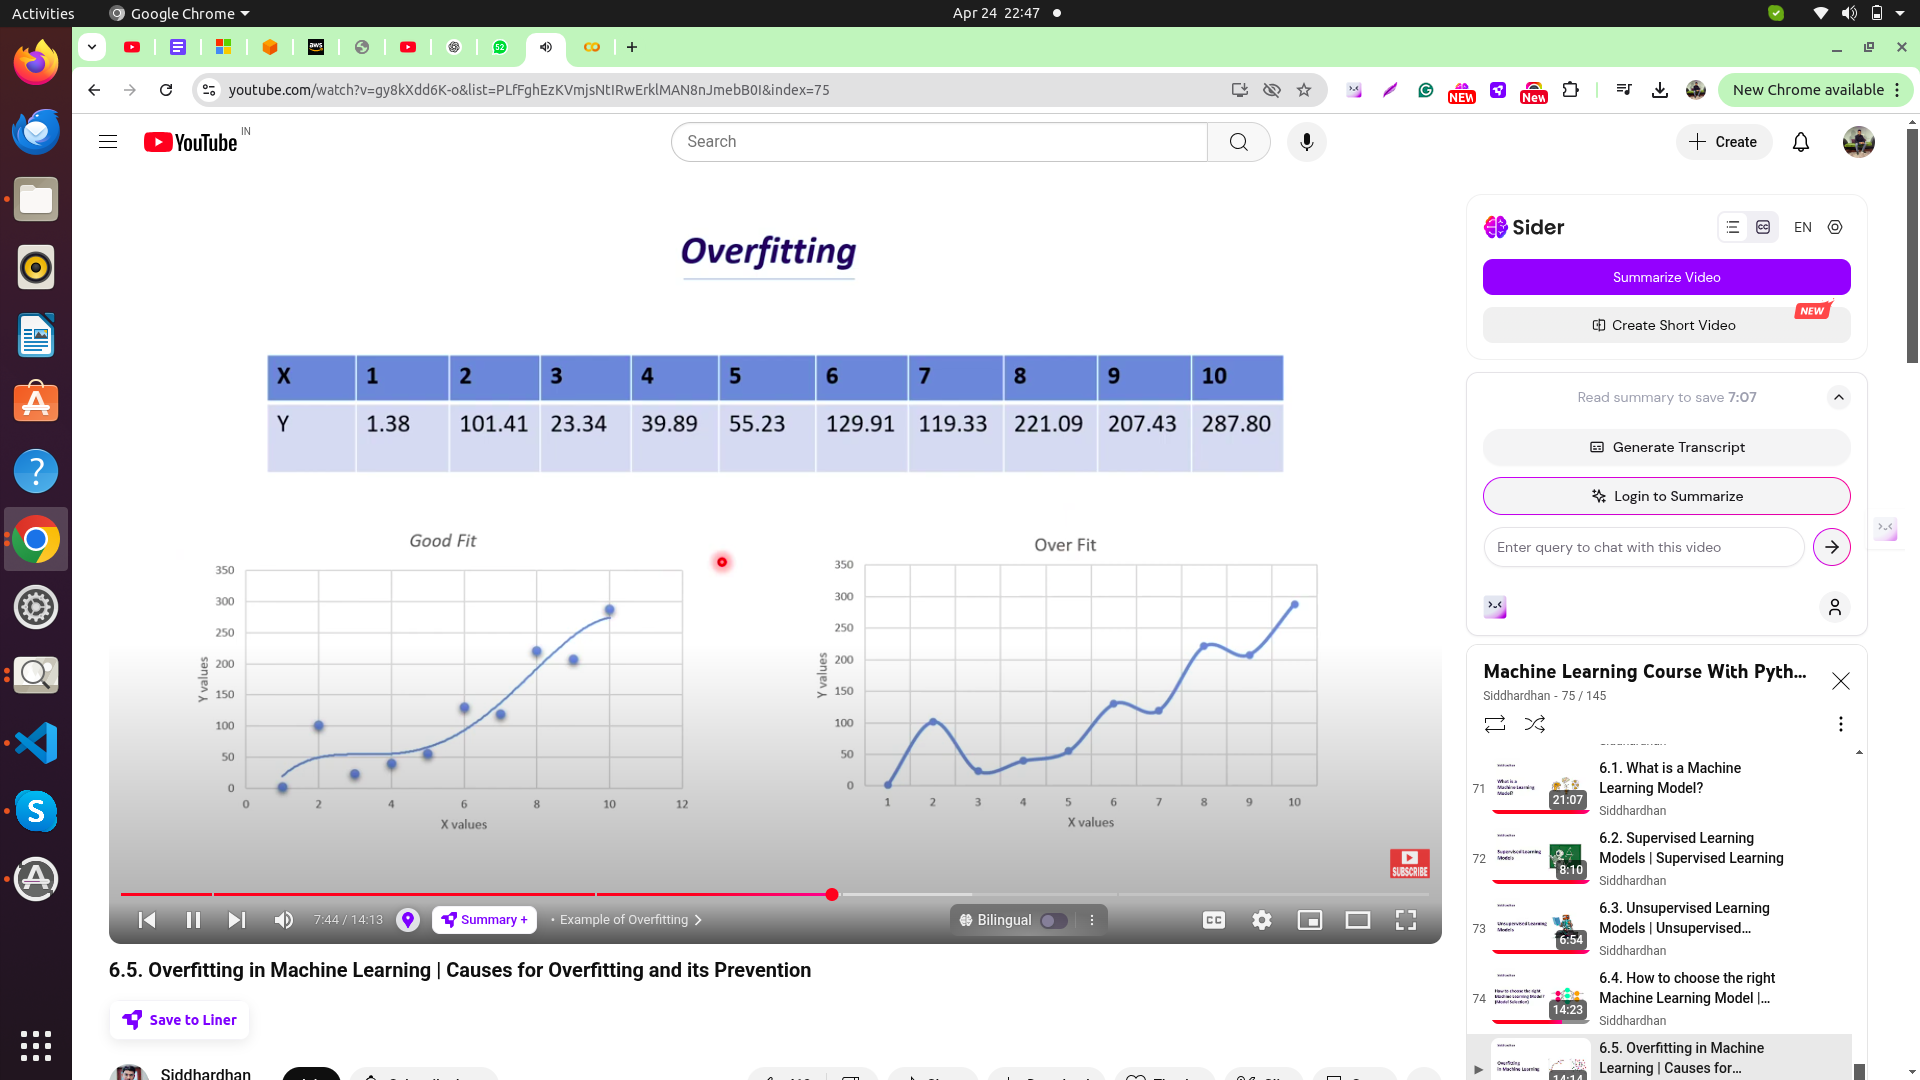 Activities
Google Chrome
Apr 24 22:47
52
aws
youtube.com/watch?v=gy8kXdd6K-o&list=PLfFghEzKVmjsNtIRwErklMAN8nJmebB0I&index=75
NEW
New
New Chrome available
YouTube
IN
Search
Create
Overfitting
X 1 2 3 4 5 6 7 8 9 10
Y 1.38 101.41 23.34 39.89 55.23 129.91 119.33 221.09 207.43 287.80
Good Fit
350
300
250
200
150
100
50
0
Y values
0 2 4 6 8 10 12
X values
Over Fit
350
300
250
200
150
100
50
0
Y values
1 2 3 4 5 6 7 8 9 10
X values
SUBSCRIBE
7:44 / 14:13
Summary +
• Example of Overfitting
Bilingual
CC
6.5. Overfitting in Machine Learning | Causes for Overfitting and its Prevention
Save to Liner
Siddhardhan
Sider
EN
Summarize Video
NEW
Create Short Video
Read summary to save 7:07
Generate Transcript
Login to Summarize
Enter query to chat with this video
Machine Learning Course With Pyth...
Siddhardhan - 75 / 145
71
21:07
6.1. What is a Machine
Learning Model?
Siddhardhan
72
8:10
6.2. Supervised Learning
Models | Supervised Learning
Siddhardhan
73
6:54
6.3. Unsupervised Learning
Models | Unsupervised...
Siddhardhan
74
14:23
6.4. How to choose the right
Machine Learning Model |...
Siddhardhan
14:14
6.5. Overfitting in Machine
Learning | Causes for...